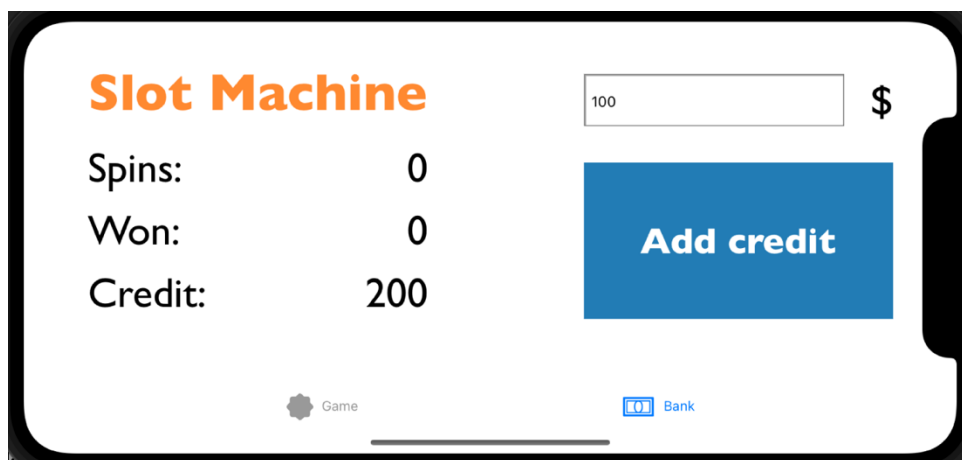 Slot Machine
Spins: 0
Won: 0
Credit: 200
100 $
Add credit
Game
Bank